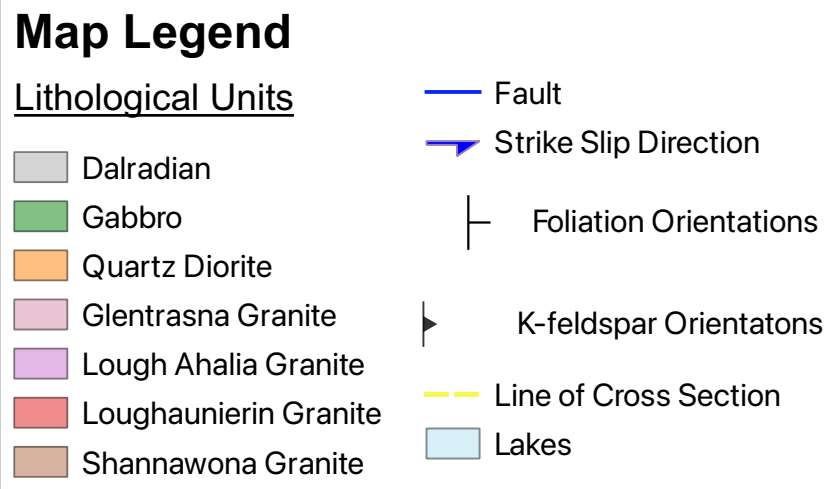 Map Legend
Lithological Units
Dalradian
Gabbro
Quartz Diorite
Glentrasna Granite
Lough Ahalia Granite
Loughaunierin Granite
Shannawona Granite
Fault
Strike Slip Direction
Foliation Orientations
K-feldspar Orientatons
Line of Cross Section
Lakes